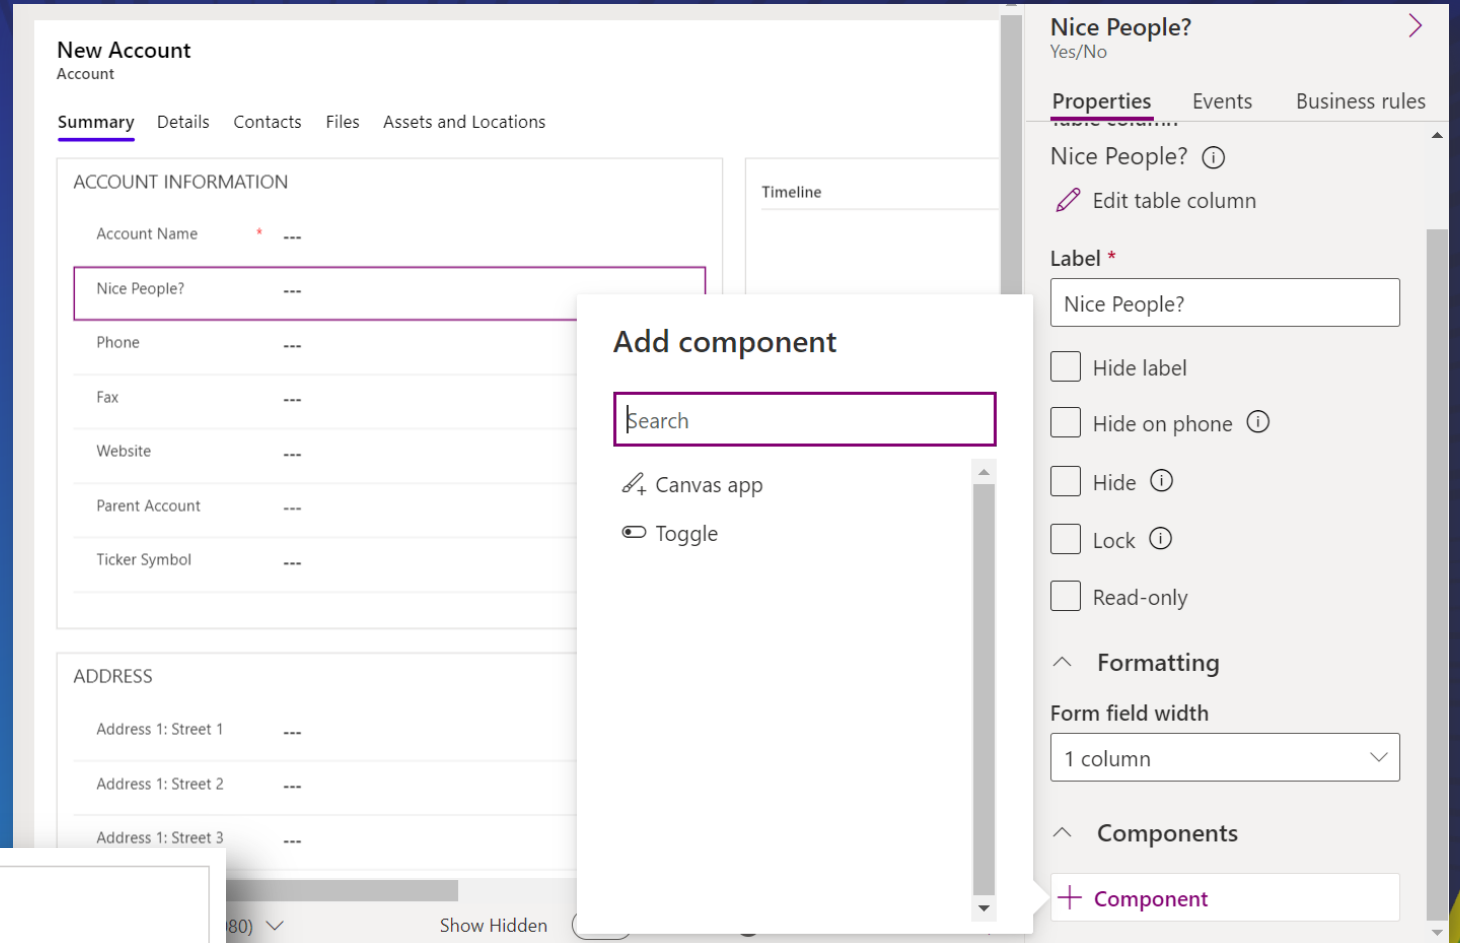 New Account
Account
Summary Details Contacts Files Assets and Locations
ACCOUNT INFORMATION
Account Name * ---
Nice People? ---
Phone ---
Fax ---
Website ---
Parent Account ---
Ticker Symbol ---
ADDRESS
Address 1: Street 1 ---
Address 1: Street 2 ---
Address 1: Street 3 ---
80)
Show Hidden
Timeline
Add component
Search
Canvas app
Toggle
Nice People?
Yes/No
Properties Events Business rules
Table column
Nice People?
Edit table column
Label *
Nice People?
Hide label
Hide on phone
Hide
Lock
Read-only
Formatting
Form field width
1 column
Components
+ Component